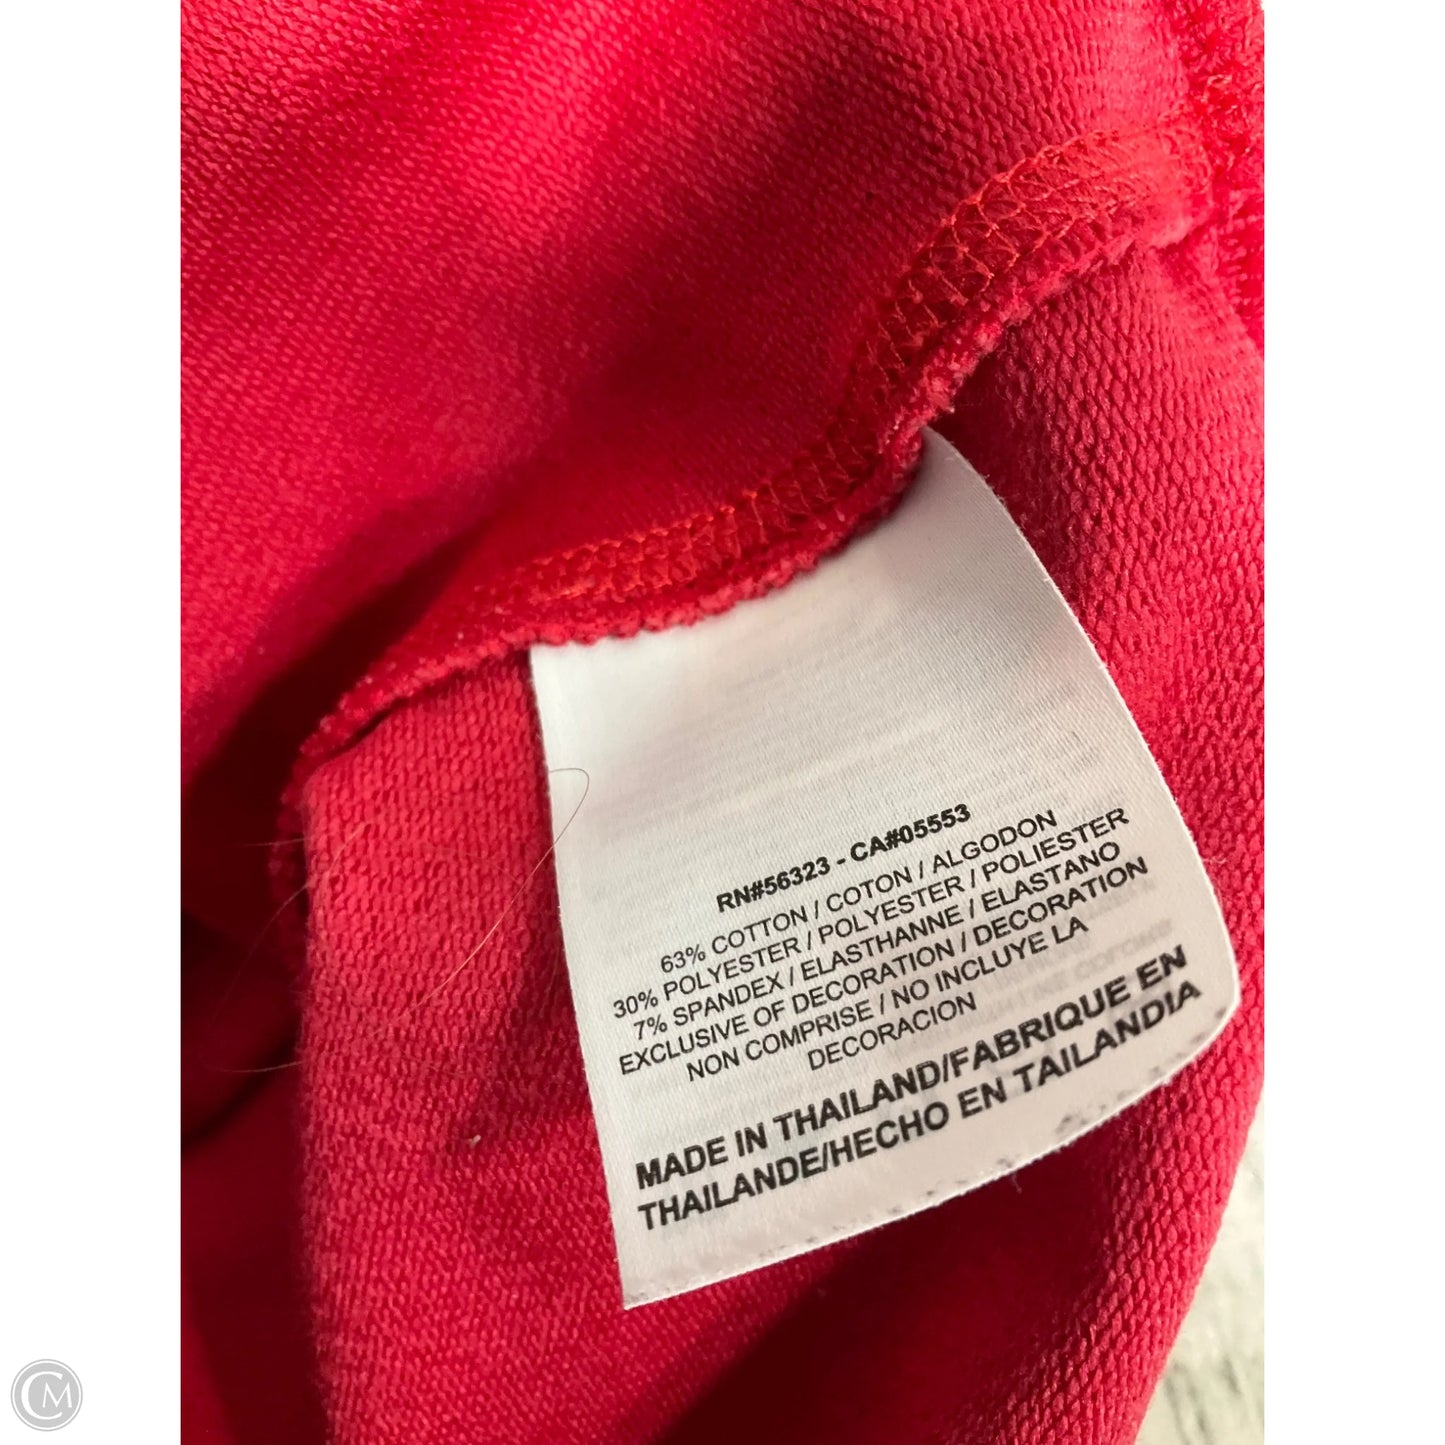 RN#56323 - CA#05553
63% COTTON / COTON / ALGODON
30% POLYESTER / POLYESTER / POLIESTER
7% SPANDEX / ELASTHANNE / ELASTANO
EXCLUSIVE OF DECORATION / DECORATION
NON COMPRISE / NO INCLUYE LA
DECORACION
MADE IN THAILAND/FABRIQUE EN
THAILANDE/HECHO EN TAILANDIA
CM